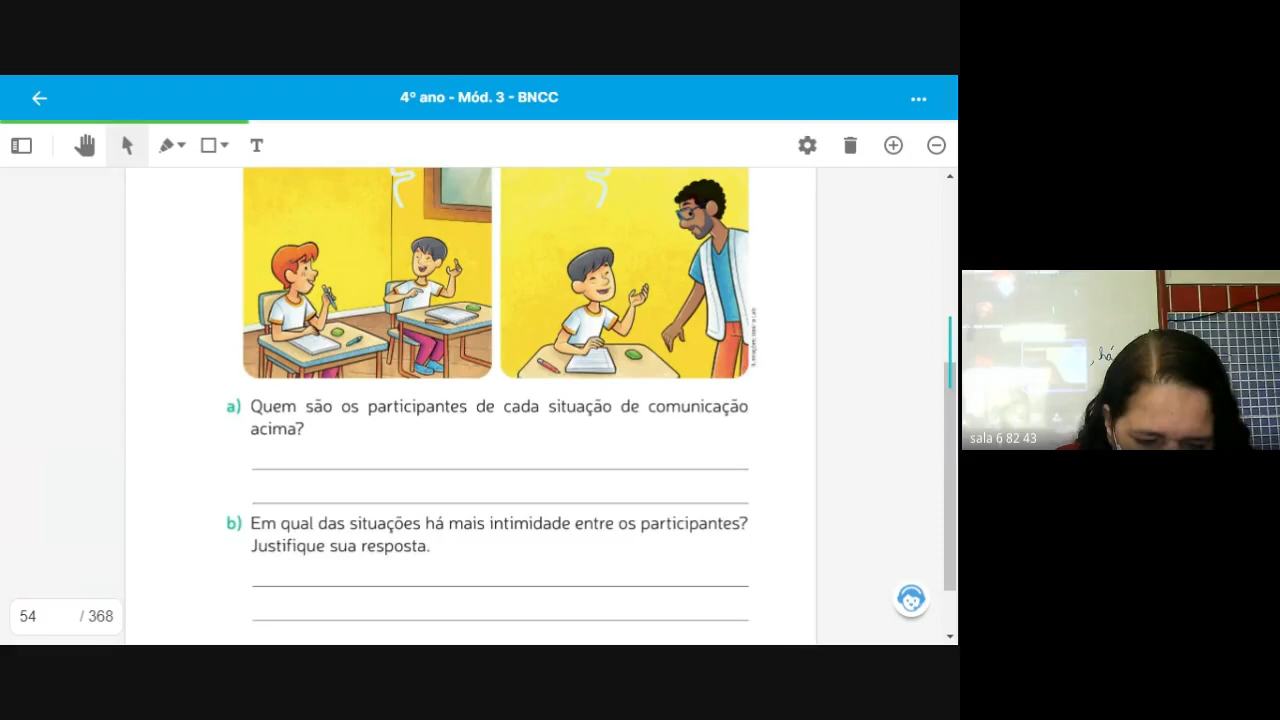 4º ano - Mód. 3 - BNCC
T
a) Quem são os participantes de cada situação de comunicação
acima?
b) Em qual das situações há mais intimidade entre os participantes?
Justifique sua resposta.
54 / 368
, há
sala 6 82 43